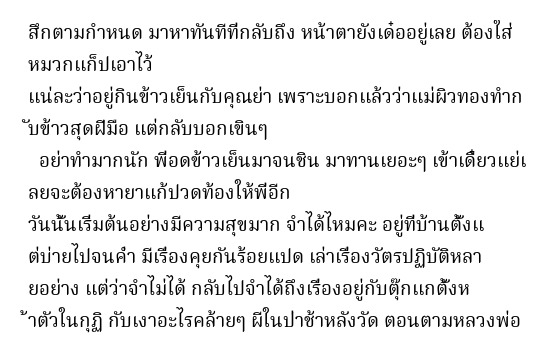 สึกตามกำหนด มาหาทันทีที่กลับถึง หน้าตายังเด๋ออยู่เลย ต้องใส่
หมวกแก็ปเอาไว้
แน่ละว่าอยู่กินข้าวเย็นกับคุณย่า เพราะบอกแล้วว่าแม่ผิวทองทำก
ับข้าวสุดฝีมือ แต่กลับบอกเขินๆ
อย่าทำมากนัก พี่อดข้าวเย็นมาจนชิน มาทานเยอะๆ เข้าเดี๋ยวแย่เ
ลยจะต้องหายาแก้ปวดท้องให้พี่อีก
วันนั้นเริ่มต้นอย่างมีความสุขมาก จำได้ไหมคะ อยู่ที่บ้านตั้งแ
ต่บ่ายไปจนค่ำ มีเรื่องคุยกันร้อยแปด เล่าเรื่องวัตรปฏิบัติหลา
ยอย่าง แต่ว่าจำไม่ได้ กลับไปจำได้ถึงเรื่องอยู่กับตุ๊กแกตั้งห
้าตัวในกุฏิ กับเงาอะไรคล้ายๆ ผีในป่าช้าหลังวัด ตอนตามหลวงพ่อ